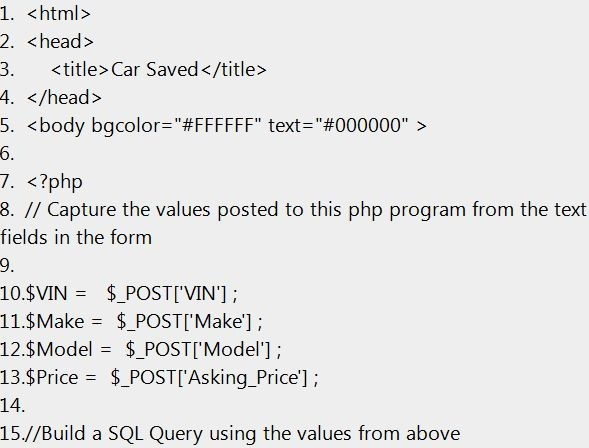 1. <html>
2. <head>
3. <title>Car Saved</title>
4. </head>
5. <body bgcolor="#FFFFFF" text="#000000" >
6.
7. <?php
8. // Capture the values posted to this php program from the text
fields in the form
9.
10.$VIN = $_POST['VIN'] ;
11.$Make = $_POST['Make'] ;
12.$Model = $_POST['Model'] ;
13.$Price = $_POST['Asking_Price'] ;
14.
15.//Build a SQL Query using the values from above